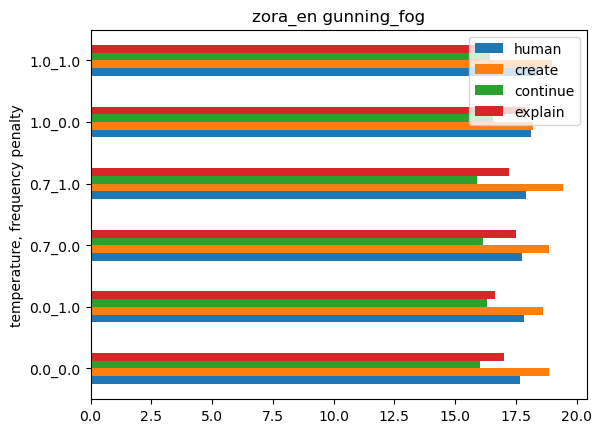 zora_en gunning_fog
human
create
continue
explain
temperature, frequency penalty
1.0_1.0
1.0_0.0
0.7_1.0
0.7_0.0
0.0_1.0
0.0_0.0
0.0 2.5 5.0 7.5 10.0 12.5 15.0 17.5 20.0